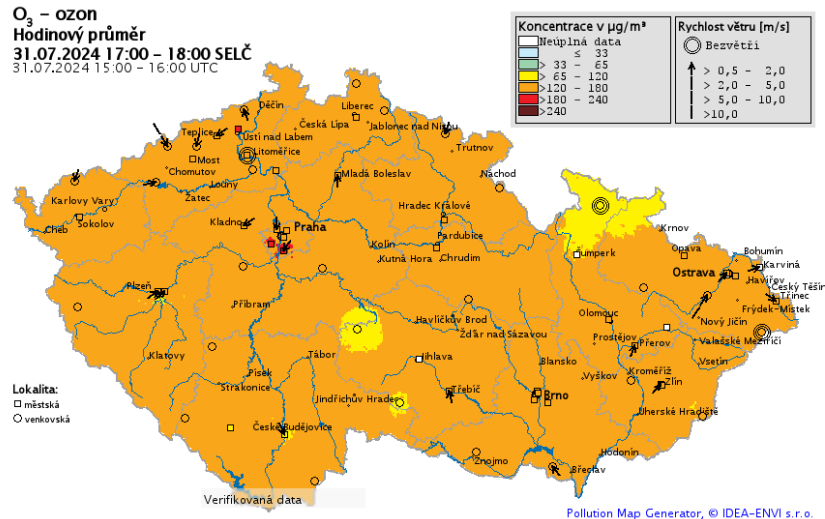 O3 – ozon
Hodinový průměr
31.07.2024 17:00 – 18:00 SELČ
31.07.2024 15:00 – 16:00 UTC
Koncentrace v µg/m³
Neúplná data
≤ 33
> 33 - 65
> 65 - 120
>120 - 180
>180 - 240
>240
Rychlost větru [m/s]
Bezvětří
> 0,5 - 2,0
> 2,0 - 5,0
> 5,0 - 10,0
>10,0
Děčín
Liberec
Teplice
Ústí nad Labem
Česká Lípa
Jablonec nad Nisou
Trutnov
Litoměřice
Most
Chomutov
Louny
Žatec
Mladá Boleslav
Náchod
Karlovy Vary
Sokolov
Cheb
Kladno
Praha
Hradec Králové
Pardubice
Kolín
Kutná Hora
Chrudim
Krnov
Opava
Bohumín
Karviná
Ostrava
Havířov
Český Těšín
Třinec
Frýdek-Místek
Šumperk
Plzeň
Příbram
Havlíčkův Brod
Žďár nad Sázavou
Olomouc
Nový Jičín
Prostějov
Přerov
Valašské Meziříčí
Vsetín
Klatovy
Tábor
Písek
Strakonice
Jihlava
Blansko
Vyškov
Kroměříž
Zlín
Jindřichův Hradec
Třebíč
Brno
Uherské Hradiště
České Budějovice
Znojmo
Hodonín
Břeclav
Lokalita:
městská
venkovská
Verifikovaná data
Pollution Map Generator, © IDEA-ENVI s.r.o.